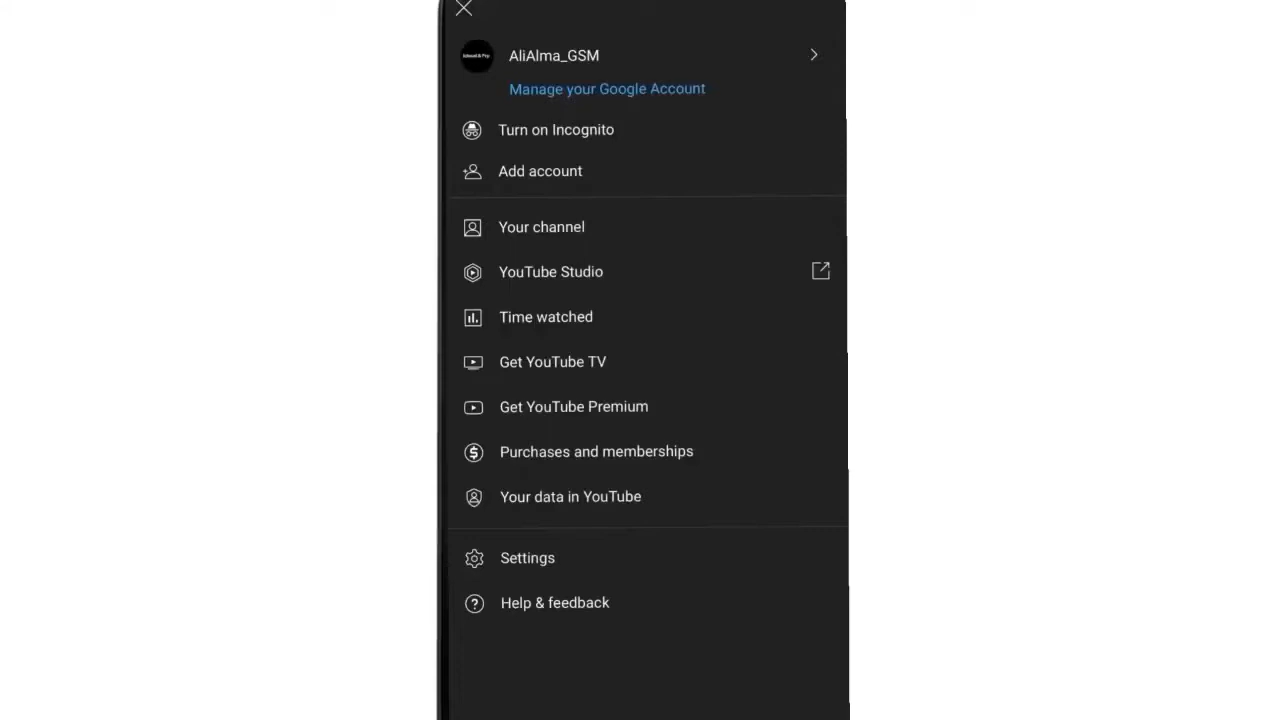 AliAlma_GSM
Manage your Google Account
Turn on Incognito
Add account
Your channel
YouTube Studio
Time watched
Get YouTube TV
Get YouTube Premium
Purchases and memberships
Your data in YouTube
Settings
Help & feedback